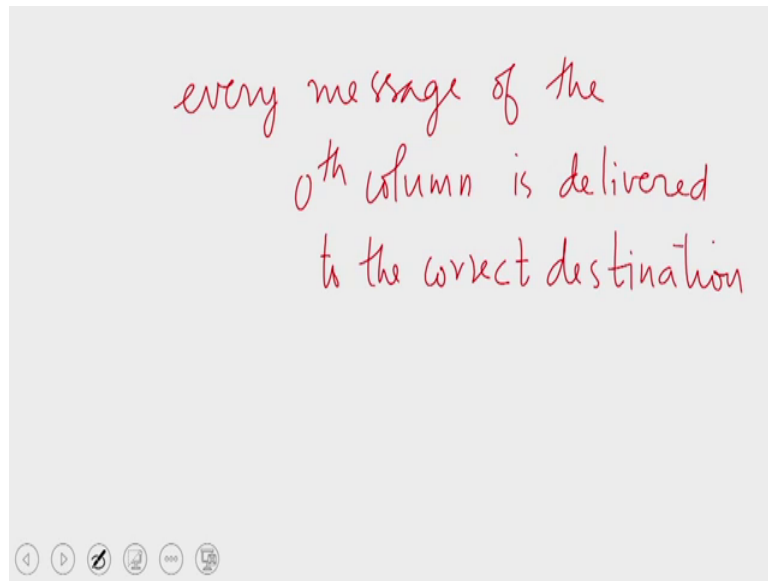 every message of the
0th column is delivered
to the correct destination